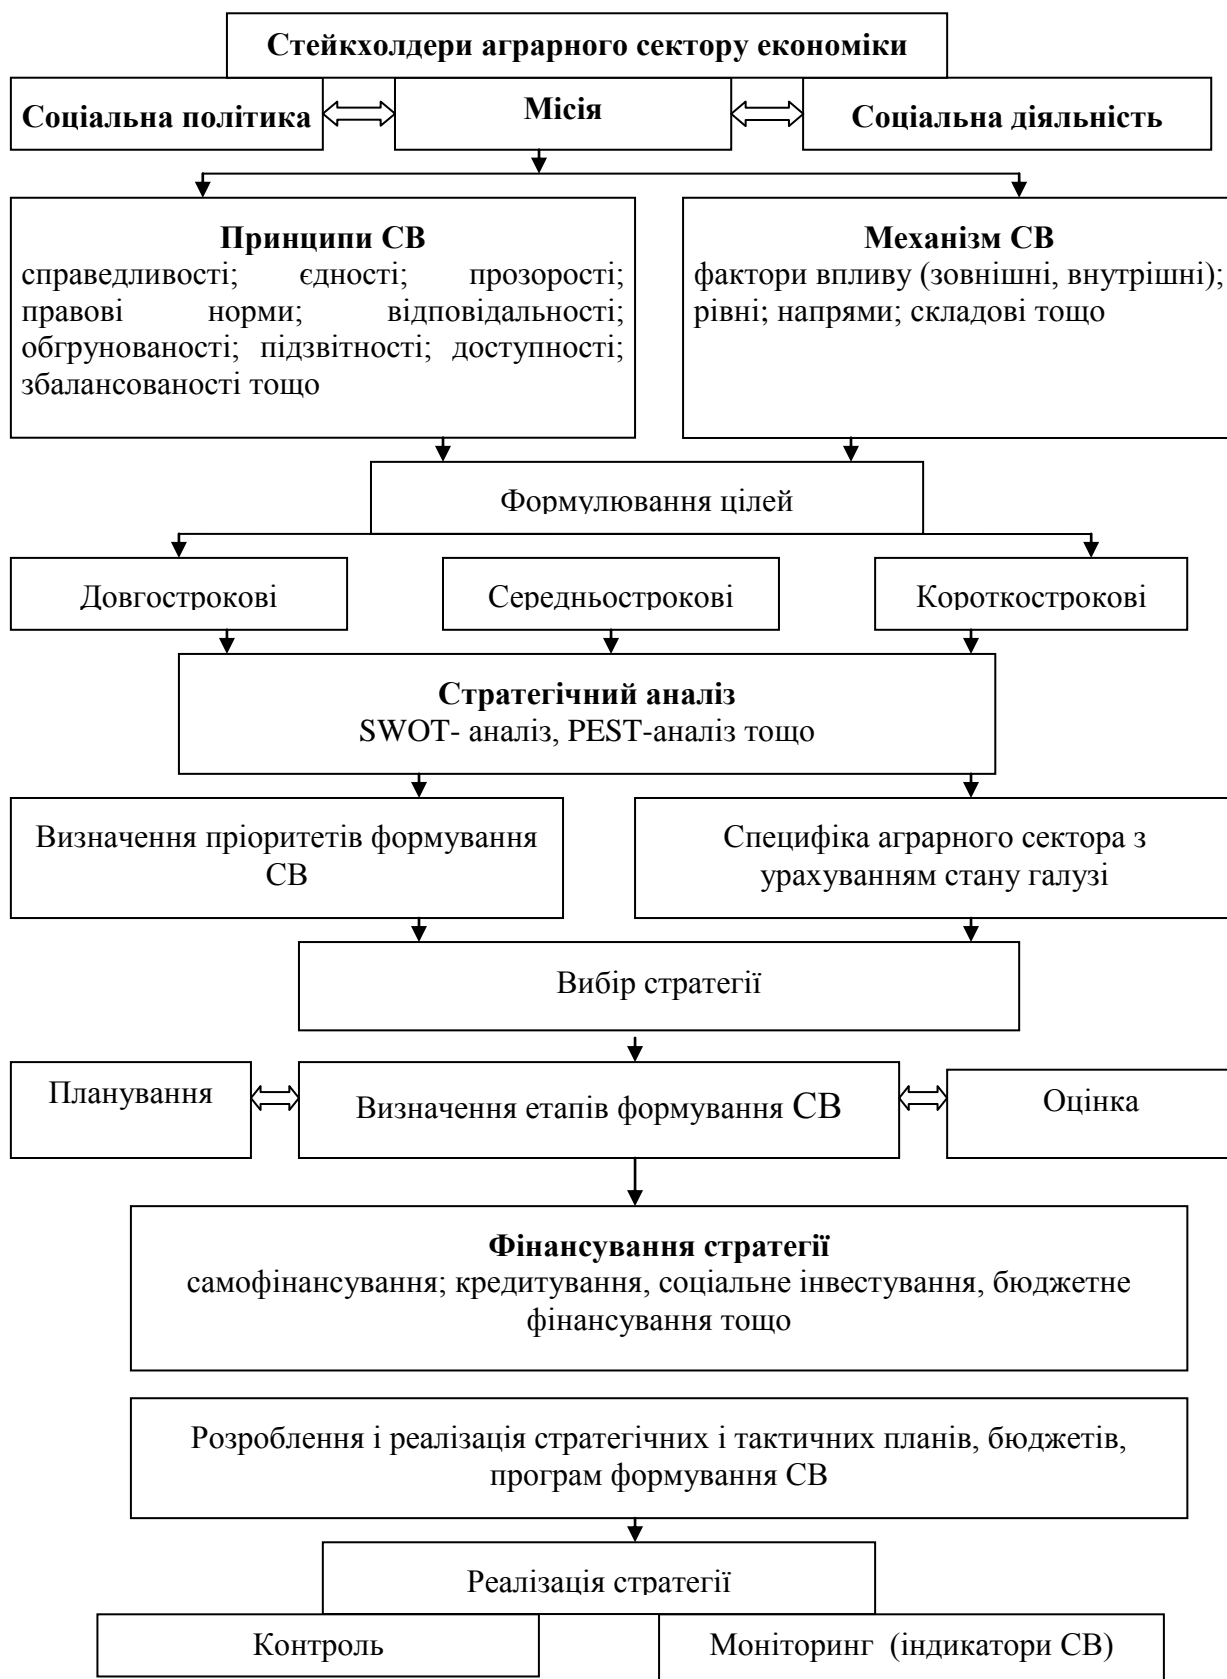 Стейкхолдери аграрного сектору економіки
Соціальна політика
Місія
Соціальна діяльність
Принципи СВ
справедливості; єдності; прозорості;
правові норми; відповідальності;
обгрунованості; підзвітності; доступності;
збалансованості тощо
Механізм СВ
фактори впливу (зовнішні, внутрішні);
рівні; напрями; складові тощо
Формулювання цілей
Довгострокові
Середньострокові
Короткострокові
Стратегічний аналіз
SWOT- аналіз, PEST-аналіз тощо
Визначення пріоритетів формування
СВ
Специфіка аграрного сектора з
урахуванням стану галузі
Вибір стратегії
Планування
Визначення етапів формування СВ
Оцінка
Фінансування стратегії
самофінансування; кредитування, соціальне інвестування, бюджетне
фінансування тощо
Розроблення і реалізація стратегічних і тактичних планів, бюджетів,
програм формування СВ
Реалізація стратегії
Контроль
Моніторинг (індикатори СВ)